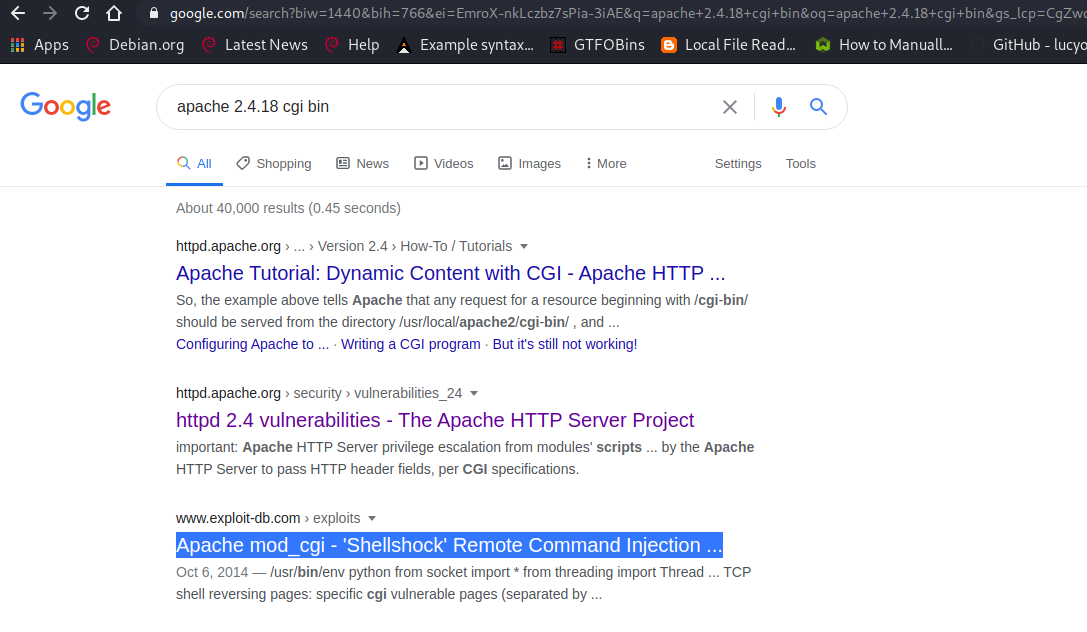 google.com/search?biw=1440&bih=766&ei=EmroX-nkLczbz7sPia-3iAE&q=apache+2.4.18+cgi+bin&oq=apache+2.4.18+cgi+bin&gs_lcp=CgZwc
Apps Debian.org Latest News Help Example syntax... GTFOBins Local File Read... How to Manuall... GitHub - lucyo
Google apache 2.4.18 cgi bin
All Shopping News Videos Images More Settings Tools
About 40,000 results (0.45 seconds)
httpd.apache.org › ... › Version 2.4 › How-To / Tutorials
Apache Tutorial: Dynamic Content with CGI - Apache HTTP ...
So, the example above tells Apache that any request for a resource beginning with /cgi-bin/
should be served from the directory /usr/local/apache2/cgi-bin/ , and ...
Configuring Apache to ... · Writing a CGI program · But it's still not working!
httpd.apache.org › security › vulnerabilities_24
httpd 2.4 vulnerabilities - The Apache HTTP Server Project
important: Apache HTTP Server privilege escalation from modules' scripts ... by the Apache
HTTP Server to pass HTTP header fields, per CGI specifications.
www.exploit-db.com › exploits
Apache mod_cgi - 'Shellshock' Remote Command Injection ...
Oct 6, 2014 — /usr/bin/env python from socket import * from threading import Thread ... TCP
shell reversing pages: specific cgi vulnerable pages (separated by ...